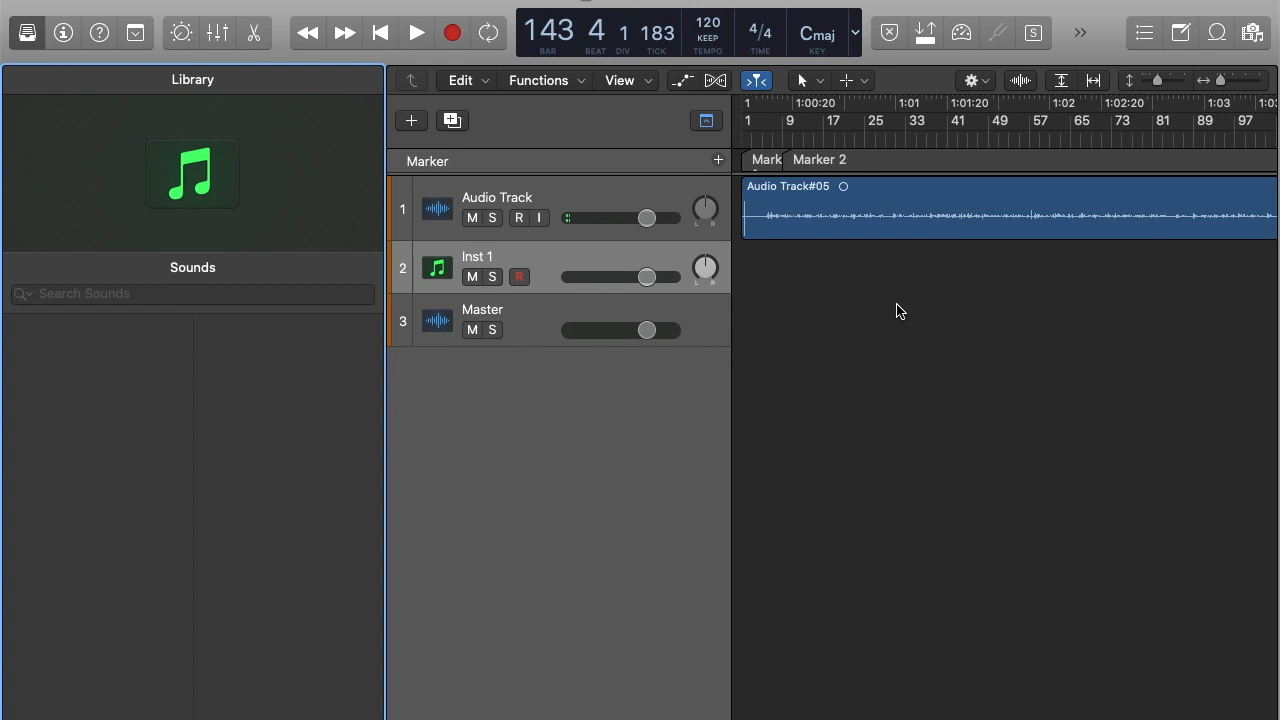 143 4 1 183
BAR BEAT DIV TICK
120
KEEP
TEMPO
4/4
TIME
Cmaj
KEY
S
Library
Sounds
Search Sounds
Edit Functions View
1 1:00:20 1:01 1:01:20 1:02 1:02:20 1:03
1 9 17 25 33 41 49 57 65 73 81 89 97
Marker
Mark Marker 2
1 Audio Track
M S R I
L R
Audio Track#05
2 Inst 1
M S R
L R
3 Master
M S